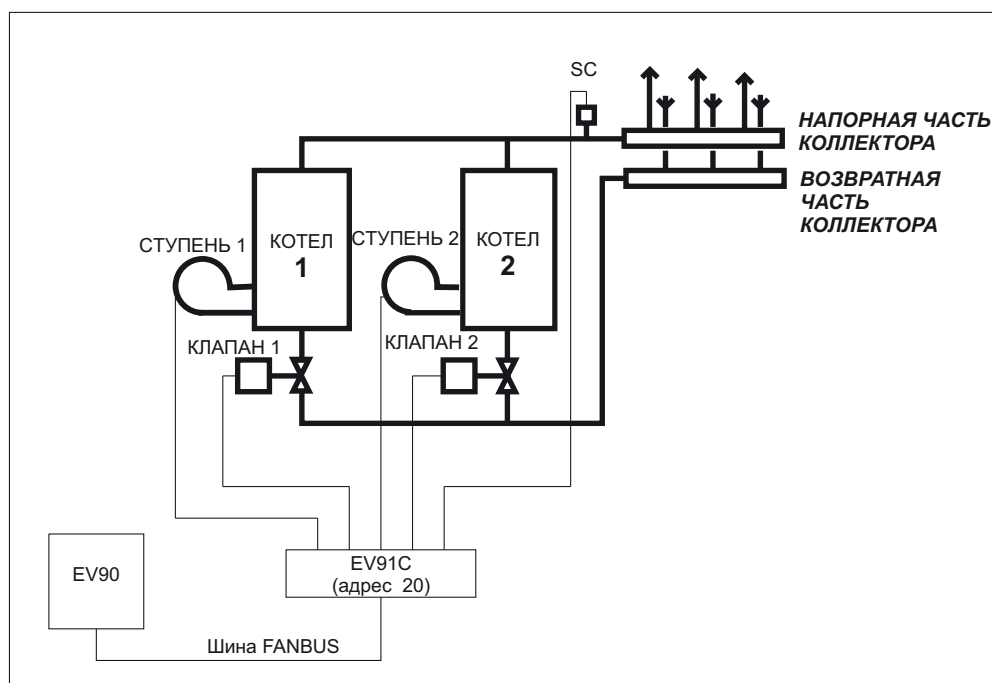 SC
НАПОРНАЯ ЧАСТЬ
КОЛЛЕКТОРА
ВОЗВРАТНАЯ
ЧАСТЬ
КОЛЛЕКТОРА
СТУПЕНЬ 1
КОТЕЛ
1
СТУПЕНЬ 2
КОТЕЛ
2
КЛАПАН 1
КЛАПАН 2
EV90
EV91C
(адрес 20)
Шина FANBUS